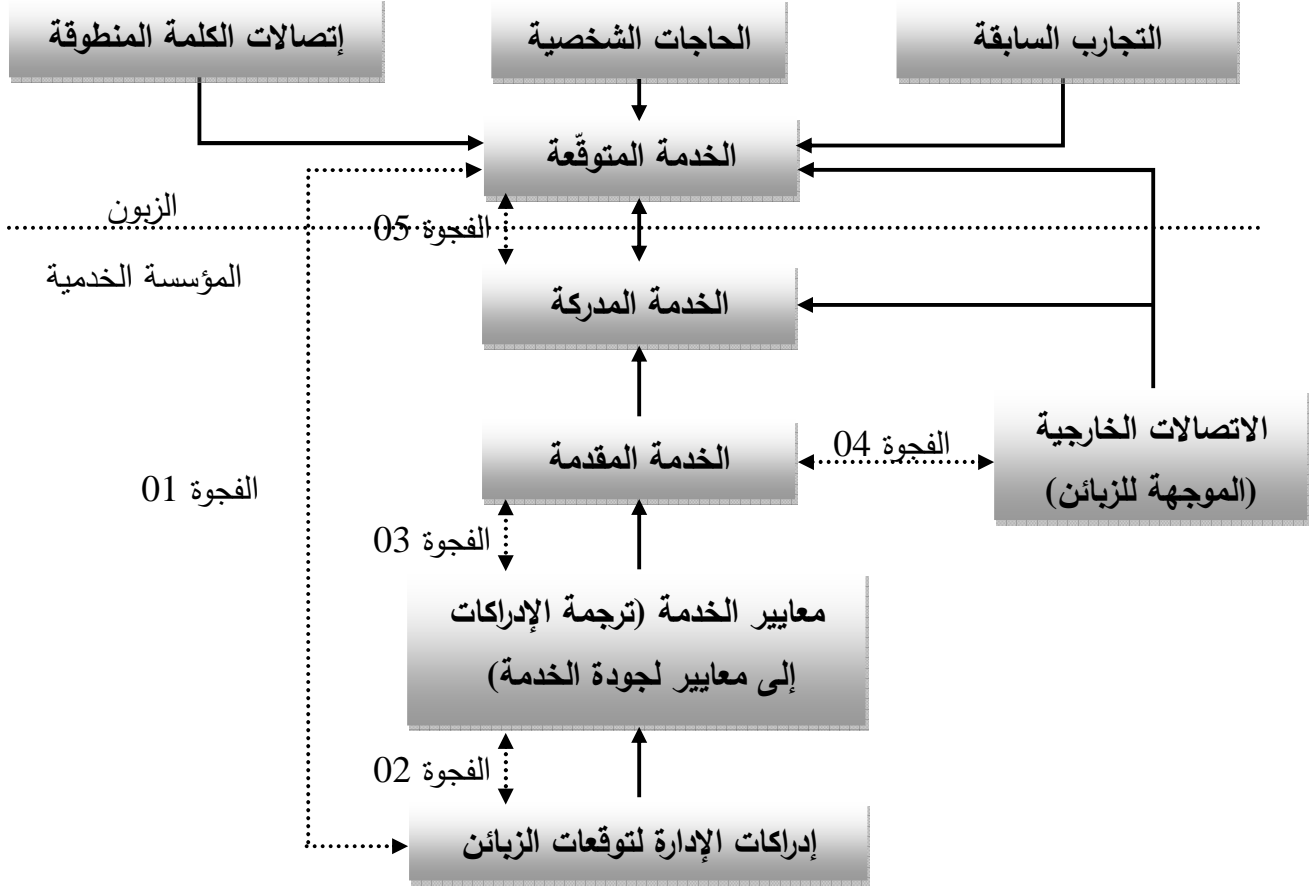 التجارب السابقة
الحاجات الشخصية
إتصالات الكلمة المنطوقة
الخدمة المتوقّعة
الزبون
الفجوة 05
المؤسسة الخدمية
الخدمة المدركة
الاتصالات الخارجية
(الموجهة للزبائن)
الفجوة 04
الخدمة المقدمة
الفجوة 01
الفجوة 03
معايير الخدمة (ترجمة الإدراكات
إلى معايير لجودة الخدمة)
الفجوة 02
إدراكات الإدارة لتوقعات الزبائن